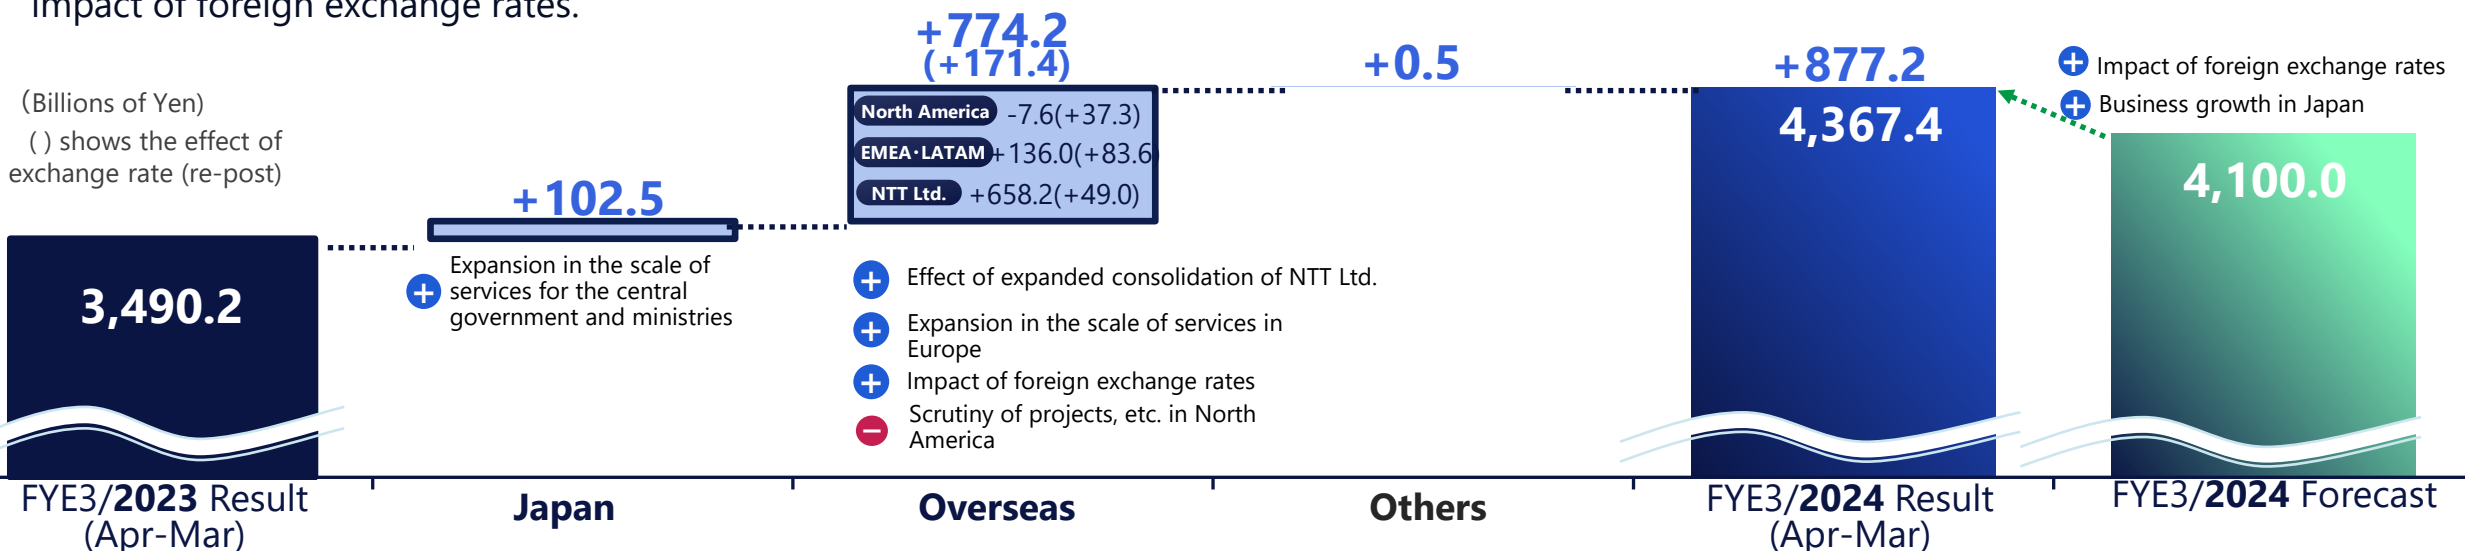 impact of foreign exchange rates.
(Billions of Yen)
( ) shows the effect of
exchange rate (re-post)
3,490.2
+102.5
Expansion in the scale of
services for the central
government and ministries
+774.2
(+171.4)
North America -7.6(+37.3)
EMEA・LATAM +136.0(+83.6)
NTT Ltd. +658.2(+49.0)
Effect of expanded consolidation of NTT Ltd.
Expansion in the scale of services in
Europe
Impact of foreign exchange rates
Scrutiny of projects, etc. in North
America
+0.5
+877.2
4,367.4
Impact of foreign exchange rates
Business growth in Japan
4,100.0
FYE3/2023 Result
(Apr-Mar)
Japan
Overseas
Others
FYE3/2024 Result
(Apr-Mar)
FYE3/2024 Forecast